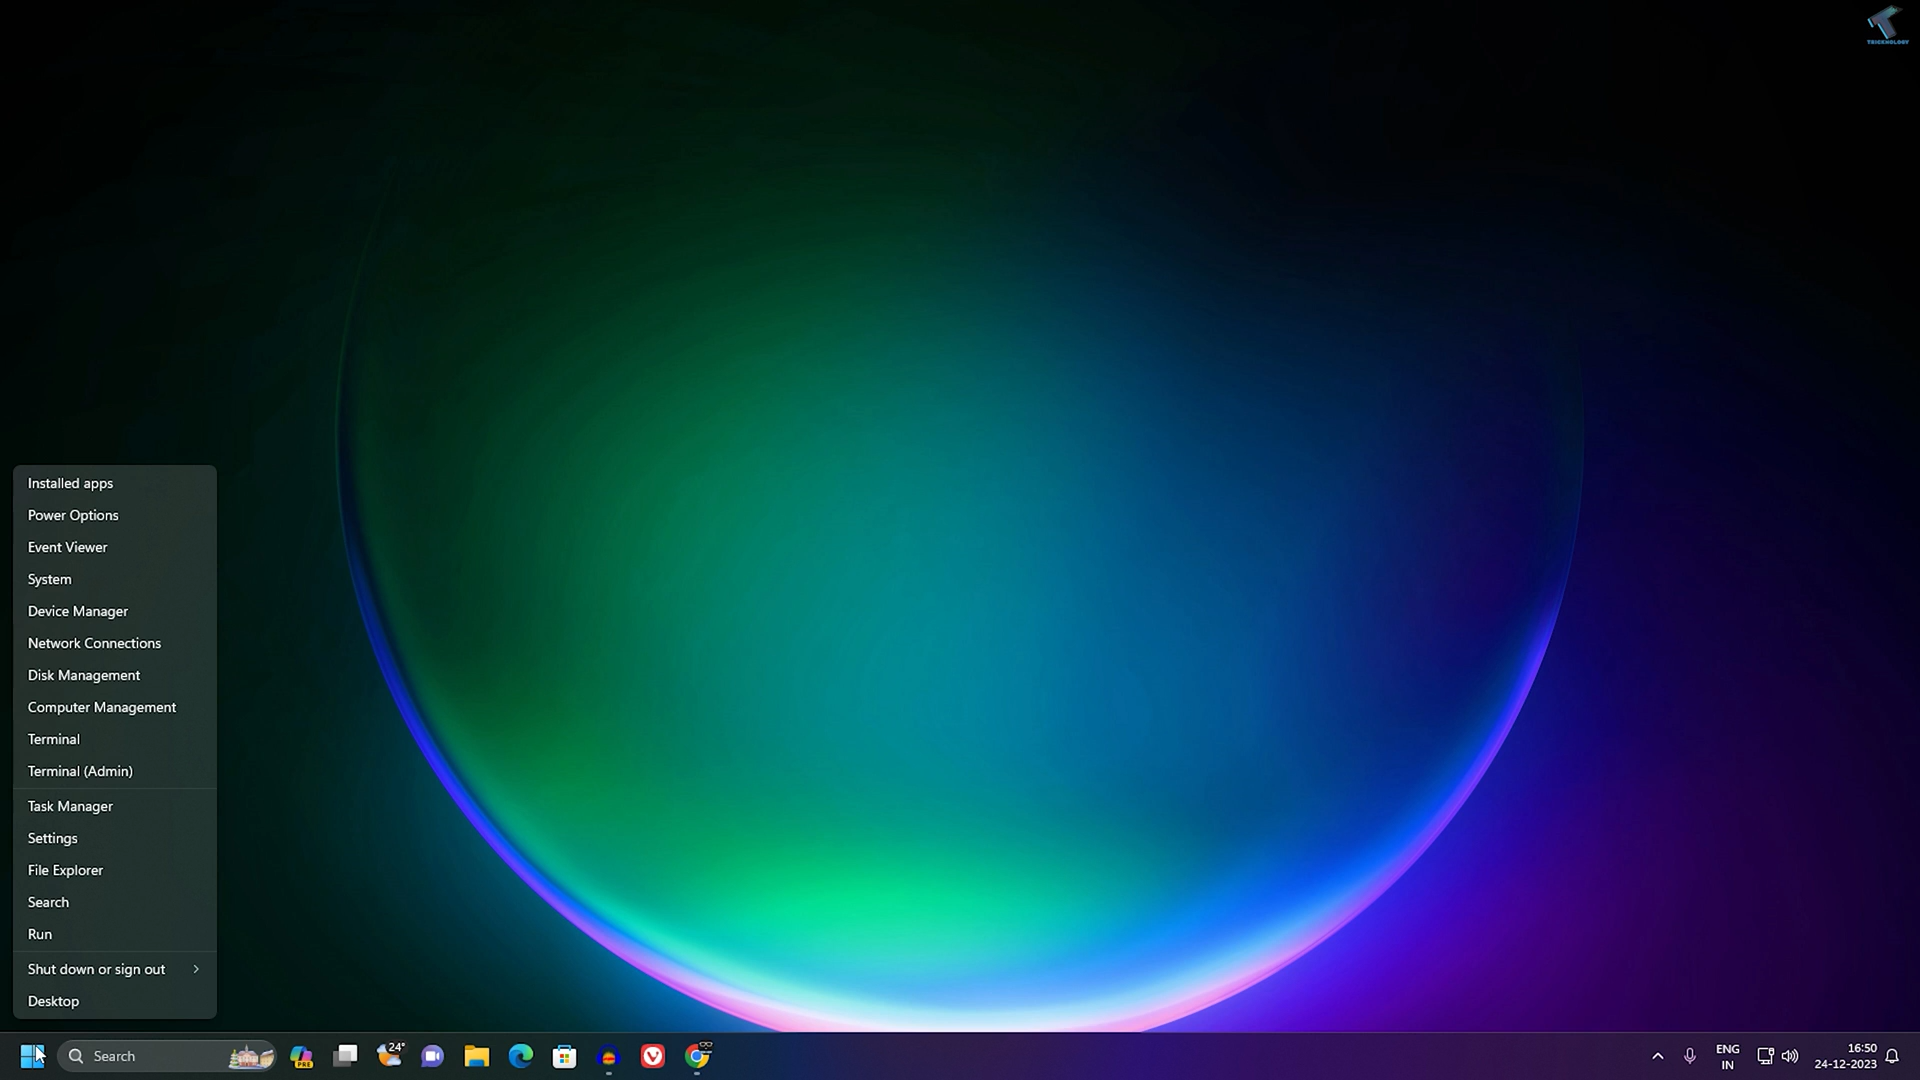 TRICKNOLOGY
Installed apps
Power Options
Event Viewer
System
Device Manager
Network Connections
Disk Management
Computer Management
Terminal
Terminal (Admin)
Task Manager
Settings
File Explorer
Search
Run
Shut down or sign out
Desktop
Search
PRE
24°
ENG
IN
16:50
24-12-2023